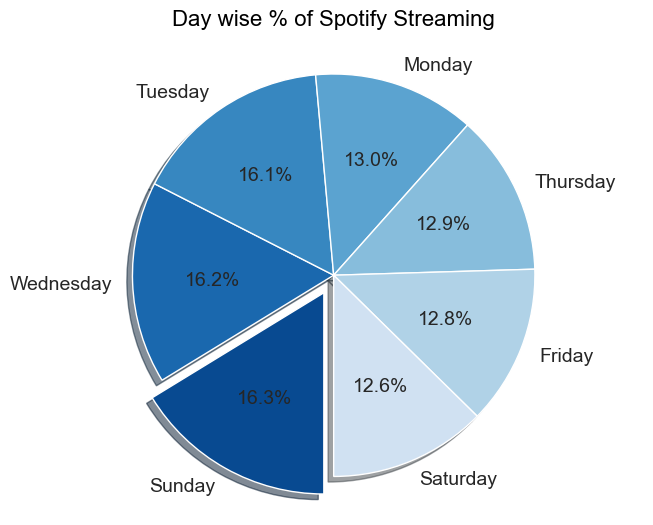 Day wise % of Spotify Streaming
Monday
Tuesday
13.0%
16.1%
Thursday
12.9%
Wednesday
16.2%
12.8%
Friday
12.6%
16.3%
Saturday
Sunday